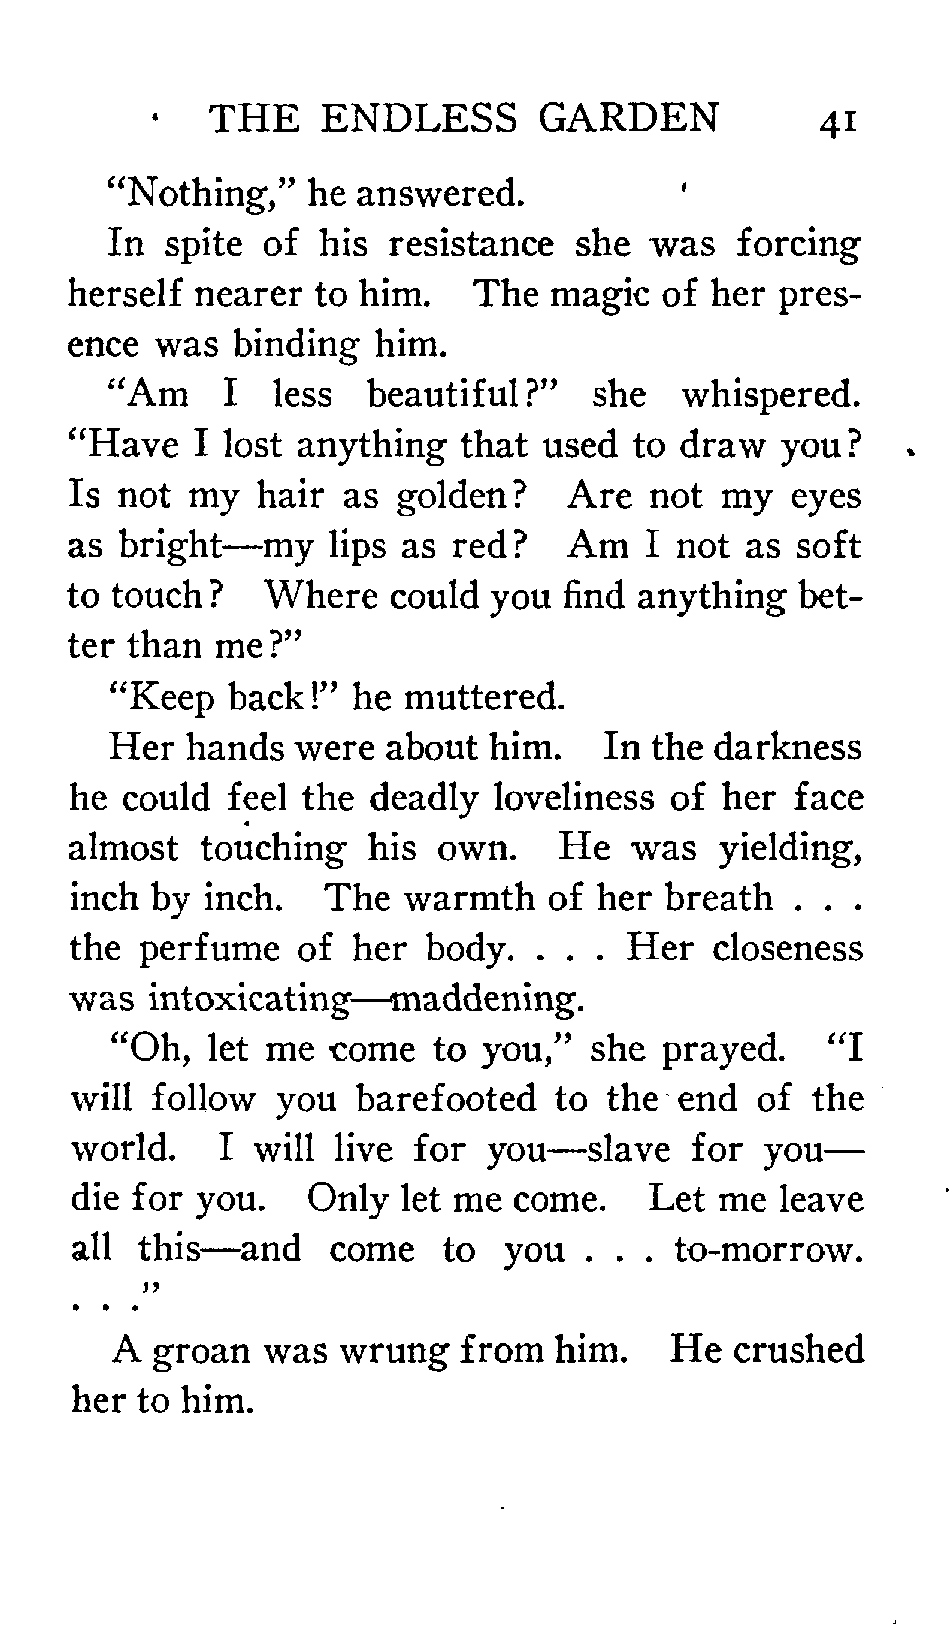 THE ENDLESS GARDEN 41
“Nothing,” he answered.
In spite of his resistance she was forcing
herself nearer to him. The magic of her pres-
ence was binding him.
“Am I less beautiful?” she whispered.
“Have I lost anything that used to draw you?
Is not my hair as golden? Are not my eyes
as bright—my lips as red? Am I not as soft
to touch? Where could you find anything bet-
ter than me?”
“Keep back!” he muttered.
Her hands were about him. In the darkness
he could feel the deadly loveliness of her face
almost touching his own. He was yielding,
inch by inch. The warmth of her breath . . .
the perfume of her body. . . . Her closeness
was intoxicating—maddening.
“Oh, let me come to you,” she prayed. “I
will follow you barefooted to the end of the
world. I will live for you—slave for you—
die for you. Only let me come. Let me leave
all this—and come to you . . . to-morrow.
. . .”
A groan was wrung from him. He crushed
her to him.